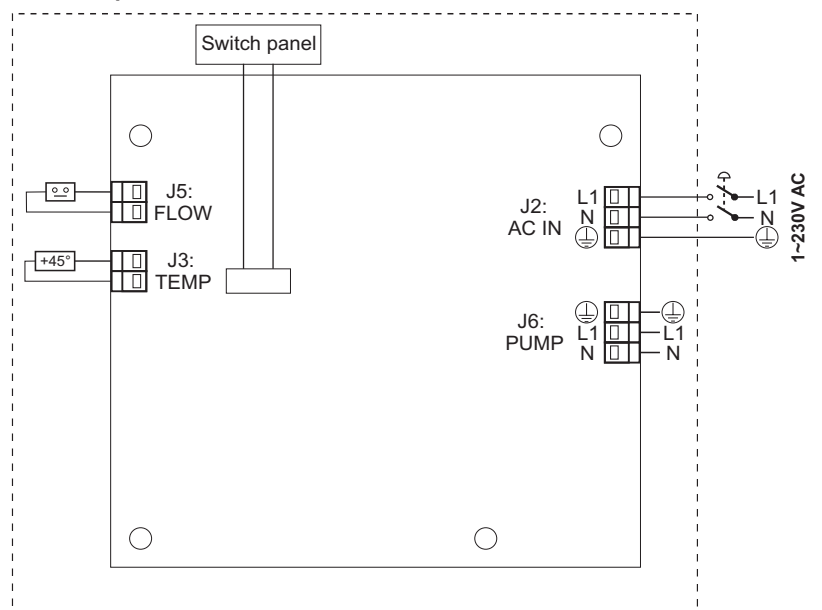 Switch panel
J5:
FLOW
+45°
J3:
TEMP
J2:
AC IN
L1
N
L1
N
1~230V AC
J6:
PUMP
L1
N
L1
N